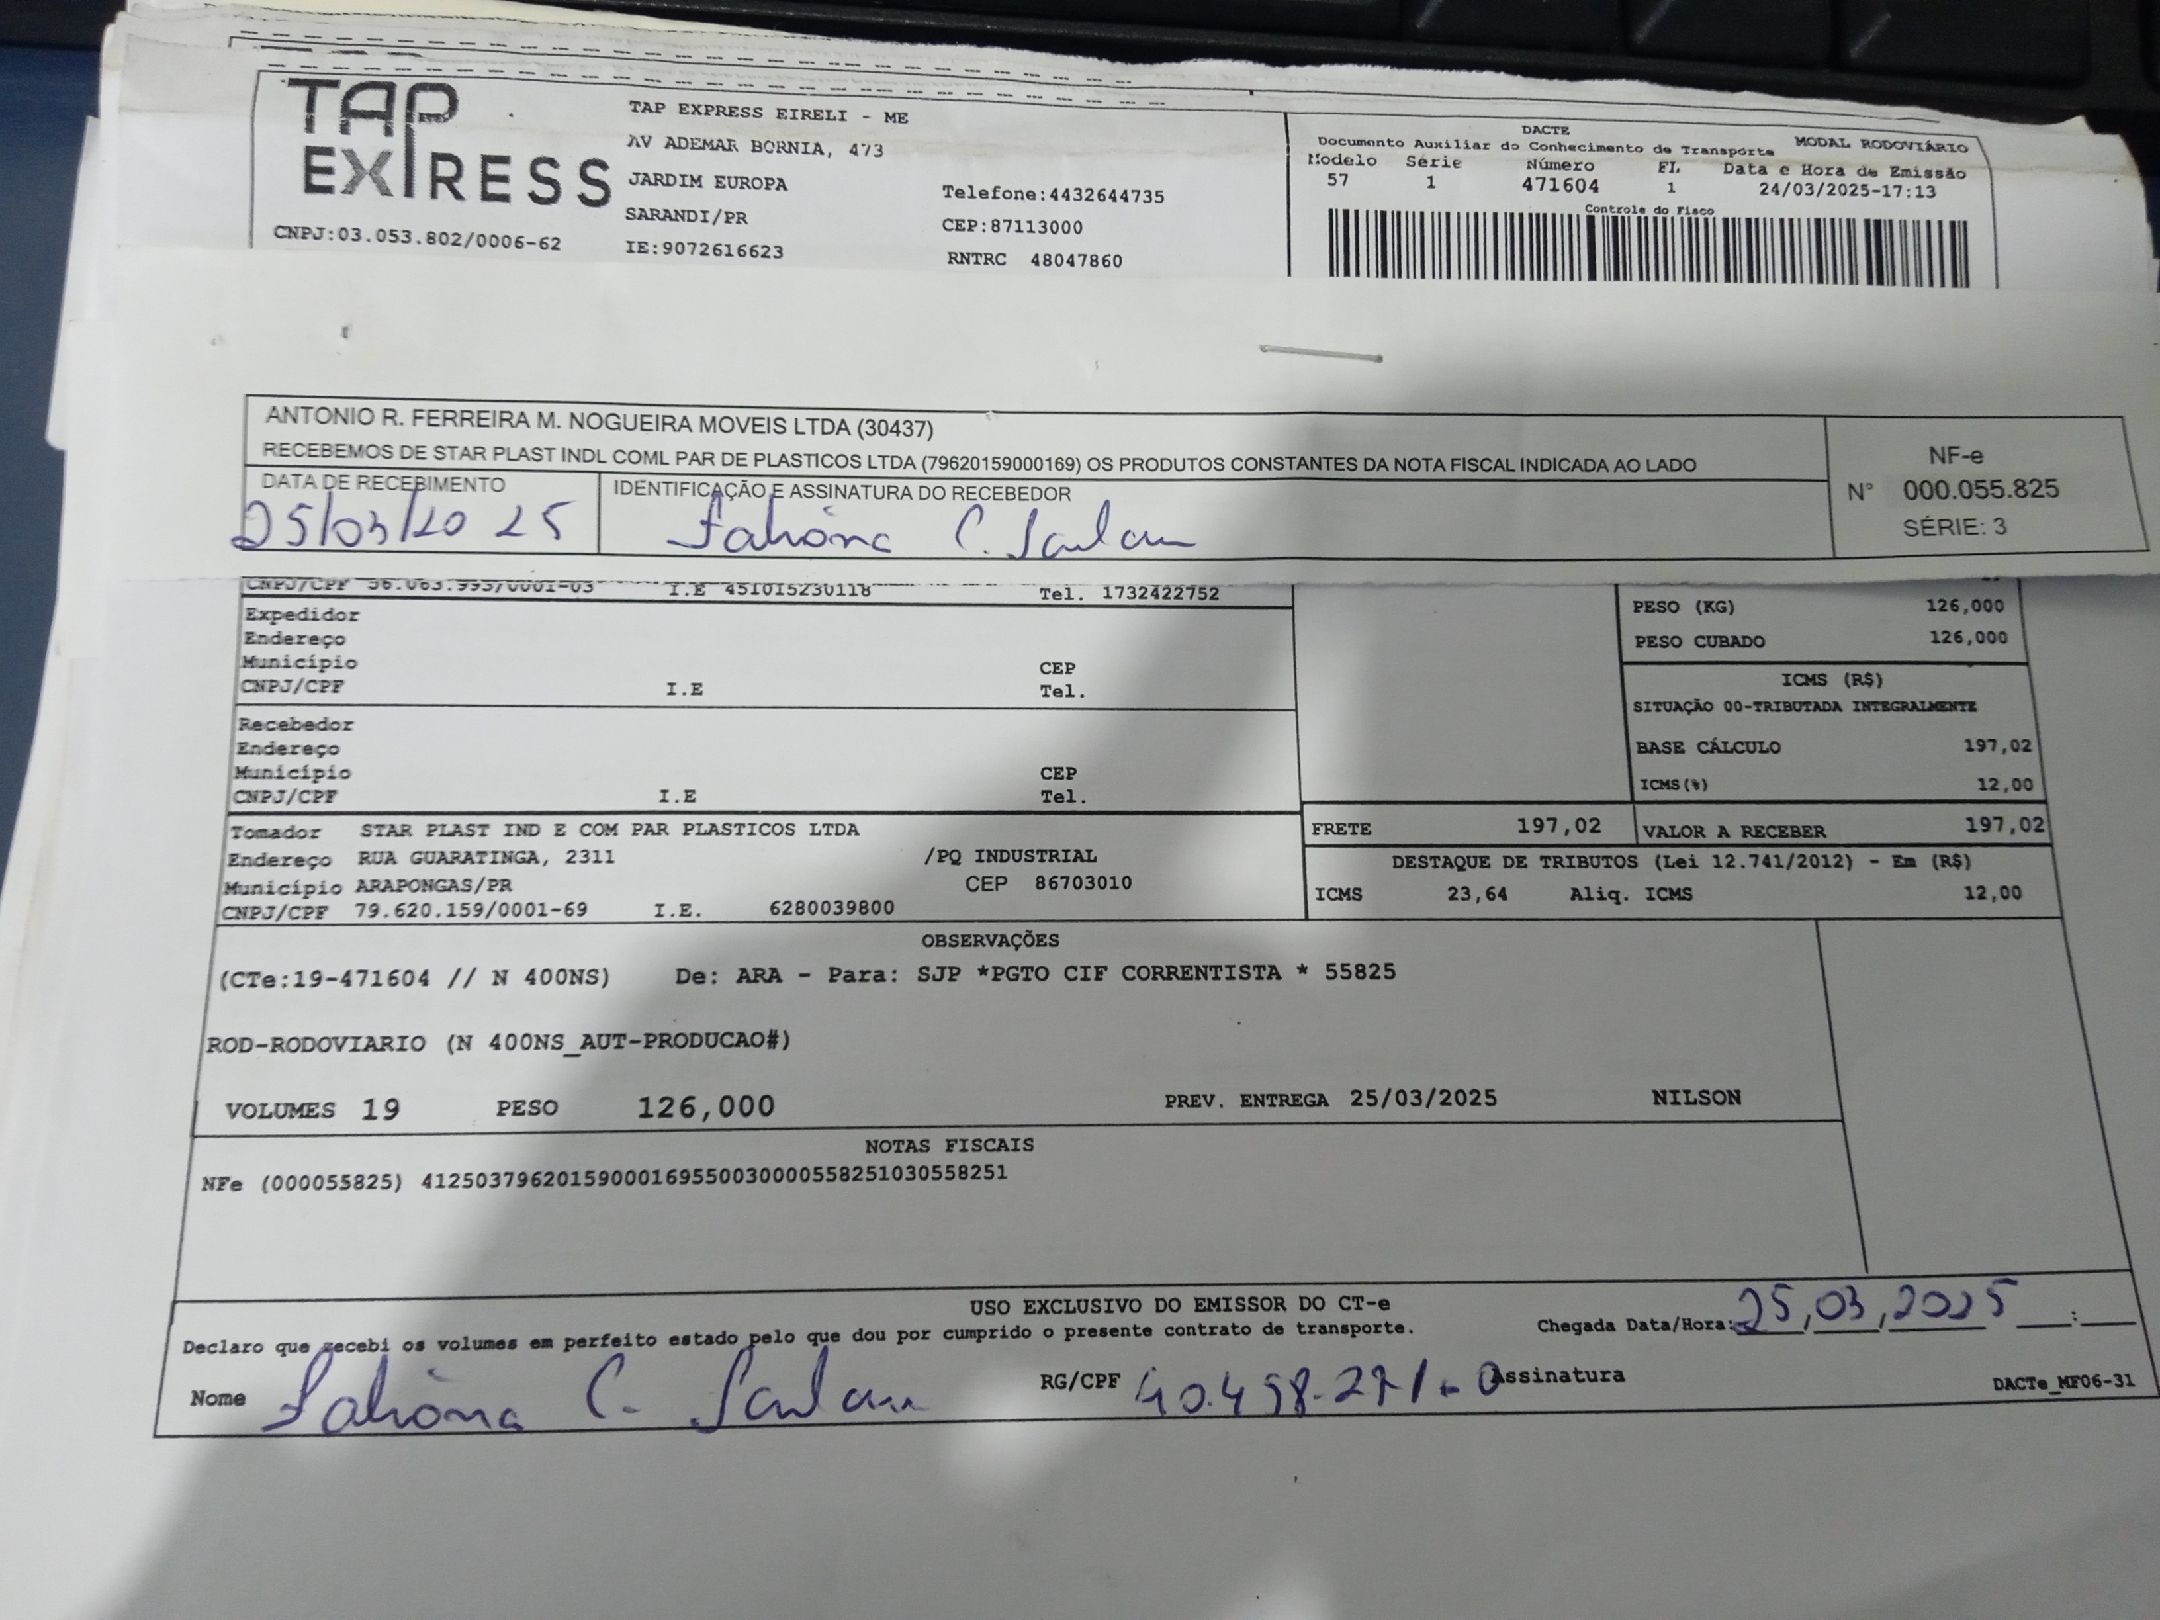 TAP EXPRESS
TAP EXPRESS EIRELI - ME
AV ADEMAR BORNIA, 473
JARDIM EUROPA
Telefone:4432644735
SARANDI/PR
CEP:87113000
CNPJ:03.053.802/0006-62
IE:9072616623
RNTRC 48047860
DACTE
Documento Auxiliar do Conhecimento de Transporte MODAL RODOVIÁRIO
Modelo Série Número FL Data e Hora de Emissão
57 1 471604 1 24/03/2025-17:13
Controle do Fisco
ANTONIO R. FERREIRA M. NOGUEIRA MOVEIS LTDA (30437)
RECEBEMOS DE STAR PLAST INDL COML PAR DE PLASTICOS LTDA (79620159000169) OS PRODUTOS CONSTANTES DA NOTA FISCAL INDICADA AO LADO
DATA DE RECEBIMENTO
IDENTIFICAÇÃO E ASSINATURA DO RECEBEDOR
25/03/2025
NF-e
N° 000.055.825
SÉRIE: 3
CNPJ/CPF 56.063.995/0001-03 I.E 451015230118 Tel. 1732422752
Expedidor
Endereço
Município CEP
CNPJ/CPF I.E Tel.
Recebedor
Endereço
Município CEP
CNPJ/CPF I.E Tel.
PESO (KG) 126,000
PESO CUBADO 126,000
ICMS (R$)
SITUAÇÃO 00-TRIBUTADA INTEGRALMENTE
BASE CÁLCULO 197,02
ICMS(%) 12,00
Tomador STAR PLAST IND E COM PAR PLASTICOS LTDA
Endereço RUA GUARATINGA, 2311 /PQ INDUSTRIAL
Município ARAPONGAS/PR CEP 86703010
CNPJ/CPF 79.620.159/0001-69 I.E. 6280039800
FRETE 197,02 VALOR A RECEBER 197,02
DESTAQUE DE TRIBUTOS (Lei 12.741/2012) - Em (R$)
ICMS 23,64 Aliq. ICMS 12,00
OBSERVAÇÕES
(CTe:19-471604 // N 400NS) De: ARA - Para: SJP *PGTO CIF CORRENTISTA * 55825
ROD-RODOVIARIO (N 400NS_AUT-PRODUCAO#)
VOLUMES 19 PESO 126,000 PREV. ENTREGA 25/03/2025 NILSON
NOTAS FISCAIS
NFe (000055825) 41250379620159000169550030000558251030558251
USO EXCLUSIVO DO EMISSOR DO CT-e
Declaro que recebi os volumes em perfeito estado pelo que dou por cumprido o presente contrato de transporte.
Chegada Data/Hora: 25,03,2025 :
Nome
RG/CPF 40.498.271-0 Assinatura
DACTe_MF06-31